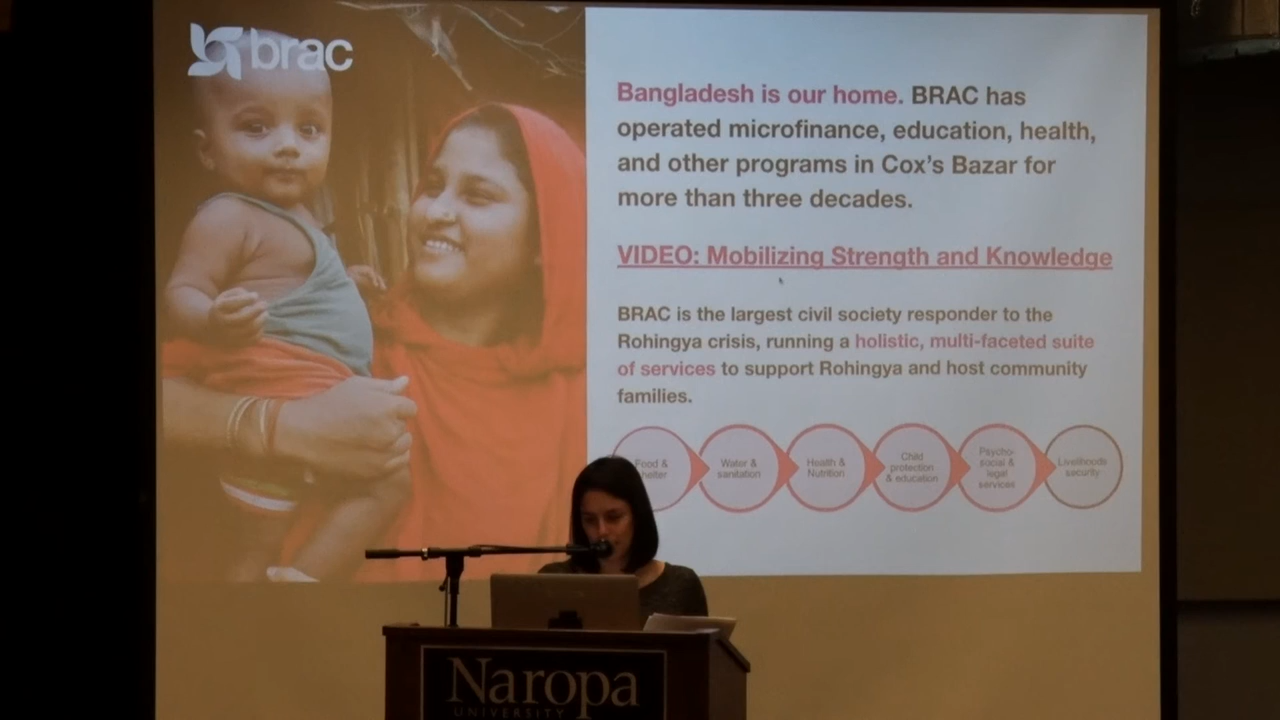 brac
Bangladesh is our home. BRAC has
operated microfinance, education, health,
and other programs in Cox's Bazar for
more than three decades.
VIDEO: Mobilizing Strength and Knowledge
BRAC is the largest civil society responder to the
Rohingya crisis, running a holistic, multi-faceted suite
of services to support Rohingya and host community
families.
Food &
Water &
sanitation
Health &
Nutrition
Child
protection
& education
Psycho-
social &
legal
services
Livelihoods
security
Naropa
UNIVERSITY